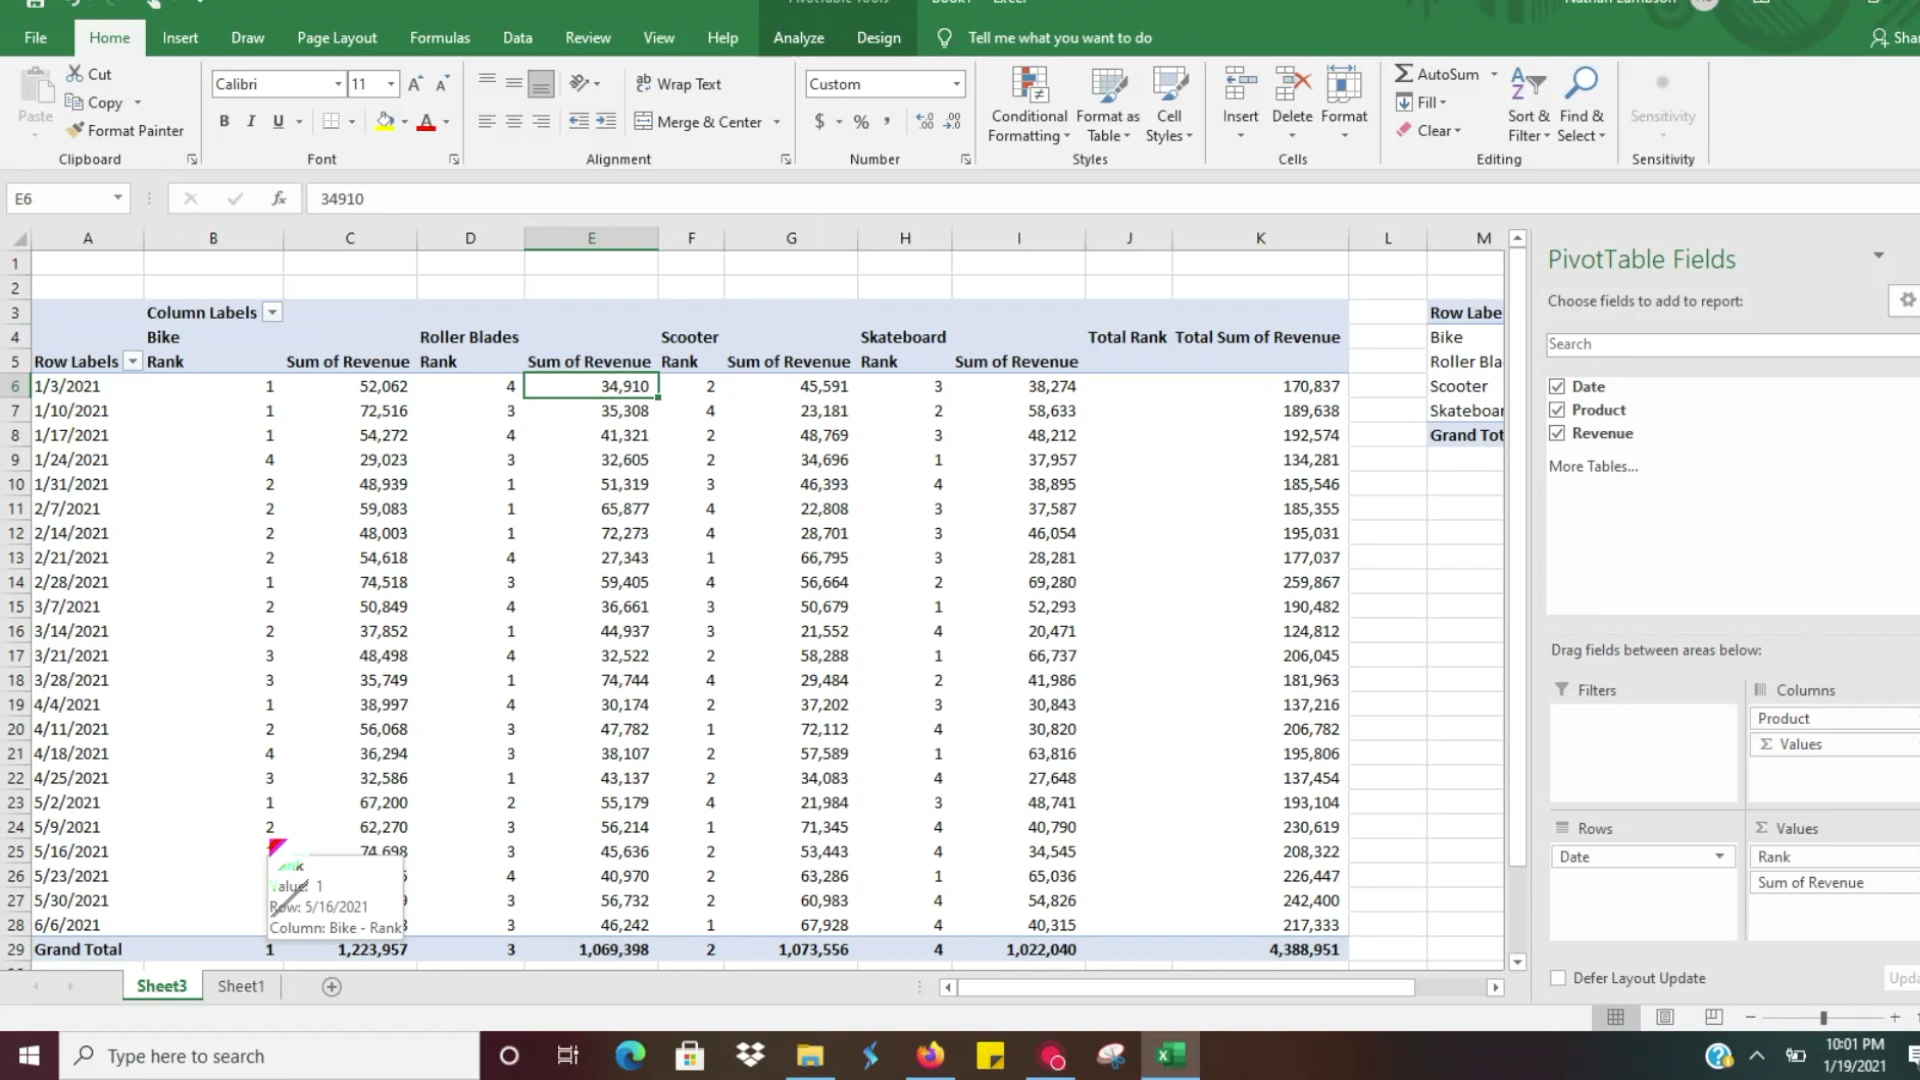 File Home Insert Draw Page Layout Formulas Data Review View Help Analyze Design Tell me what you want to do
Cut
Copy
Format Painter
Paste
Clipboard
Calibri 11
B I U
Font
Wrap Text
Merge & Center
Alignment
Custom
$ % ,
Number
Conditional Formatting
Format as Table
Cell Styles
Styles
Insert Delete Format
Cells
AutoSum
Fill
Clear
Sort & Filter
Find & Select
Editing
Sensitivity
Sensitivity
E6 fx 34910
A B C D E F G H I J K L M
1
2
3 Column Labels Row Labe
4 Bike Roller Blades Scooter Skateboard Total Rank Total Sum of Revenue Bike
5 Row Labels Rank Sum of Revenue Rank Sum of Revenue Rank Sum of Revenue Rank Sum of Revenue Roller Bla
6 1/3/2021 1 52,062 4 34,910 2 45,591 3 38,274 170,837 Scooter
7 1/10/2021 1 72,516 3 35,308 4 23,181 2 58,633 189,638 Skateboar
8 1/17/2021 1 54,272 4 41,321 2 48,769 3 48,212 192,574 Grand Tot
9 1/24/2021 4 29,023 3 32,605 2 34,696 1 37,957 134,281
10 1/31/2021 2 48,939 1 51,319 3 46,393 4 38,895 185,546
11 2/7/2021 2 59,083 1 65,877 4 22,808 3 37,587 185,355
12 2/14/2021 2 48,003 1 72,273 4 28,701 3 46,054 195,031
13 2/21/2021 2 54,618 4 27,343 1 66,795 3 28,281 177,037
14 2/28/2021 1 74,518 3 59,405 4 56,664 2 69,280 259,867
15 3/7/2021 2 50,849 4 36,661 3 50,679 1 52,293 190,482
16 3/14/2021 2 37,852 1 44,937 3 21,552 4 20,471 124,812
17 3/21/2021 3 48,498 4 32,522 2 58,288 1 66,737 206,045
18 3/28/2021 3 35,749 1 74,744 4 29,484 2 41,986 181,963
19 4/4/2021 1 38,997 4 30,174 2 37,202 3 30,843 137,216
20 4/11/2021 2 56,068 3 47,782 1 72,112 4 30,820 206,782
21 4/18/2021 4 36,294 3 38,107 2 57,589 1 63,816 195,806
22 4/25/2021 3 32,586 1 43,137 2 34,083 4 27,648 137,454
23 5/2/2021 1 67,200 2 55,179 4 21,984 3 48,741 193,104
24 5/9/2021 2 62,270 3 56,214 1 71,345 4 40,790 230,619
25 5/16/2021 74,698 3 45,636 2 53,443 4 34,545 208,322
26 5/23/2021 4 40,970 2 63,286 1 65,036 226,447
27 5/30/2021 3 56,732 2 60,983 4 54,826 242,400
28 6/6/2021 3 46,242 1 67,928 4 40,315 217,333
29 Grand Total 1 1,223,957 3 1,069,398 2 1,073,556 4 1,022,040 4,388,951
Value: 1
Row: 5/16/2021
Column: Bike - Rank
PivotTable Fields
Choose fields to add to report:
Search
Date
Product
Revenue
More Tables...
Drag fields between areas below:
Filters
Columns
Product
Σ Values
Rows
Date
Σ Values
Rank
Sum of Revenue
Defer Layout Update
Sheet3 Sheet1
Type here to search
10:01 PM
1/19/2021